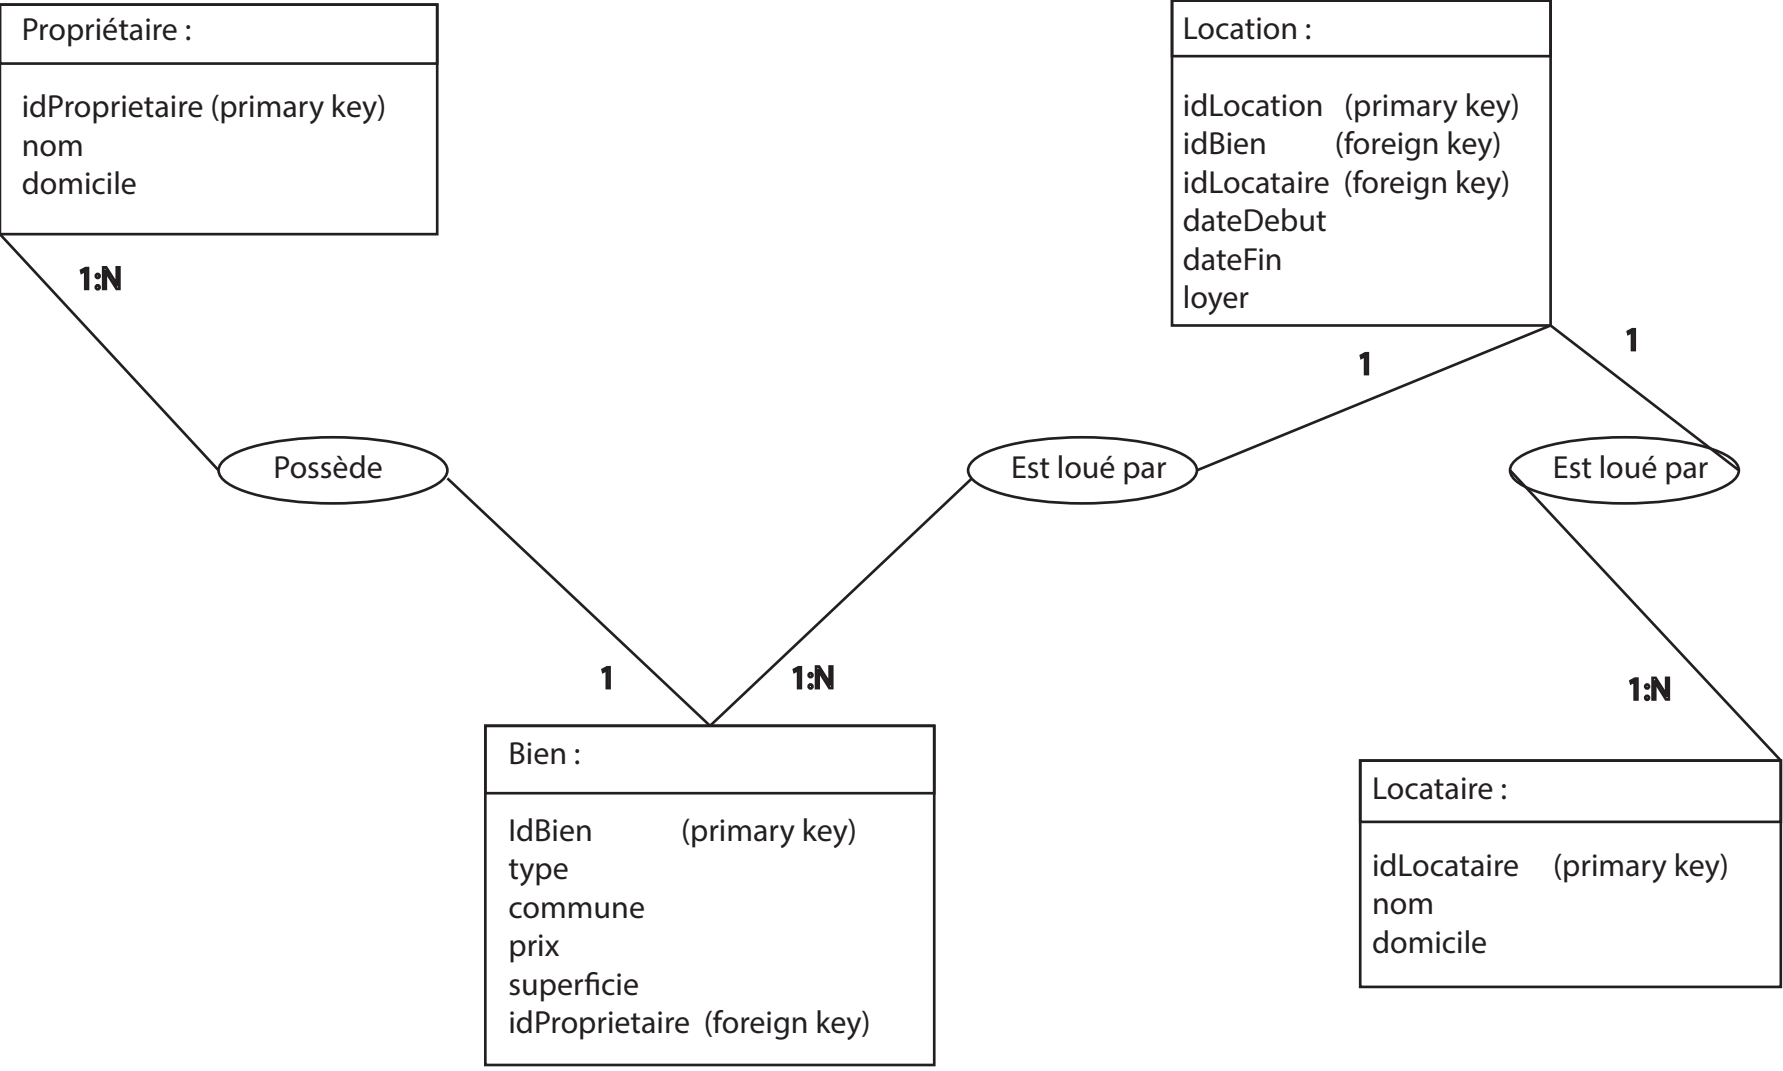 Propriétaire :
idProprietaire (primary key)
nom
domicile
1:N
Possède
1
Location :
idLocation (primary key)
idBien (foreign key)
idLocataire (foreign key)
dateDebut
dateFin
loyer
1
1
Est loué par
Est loué par
1:N
1:N
Bien :
IdBien (primary key)
type
commune
prix
superficie
idProprietaire (foreign key)
Locataire :
idLocataire (primary key)
nom
domicile